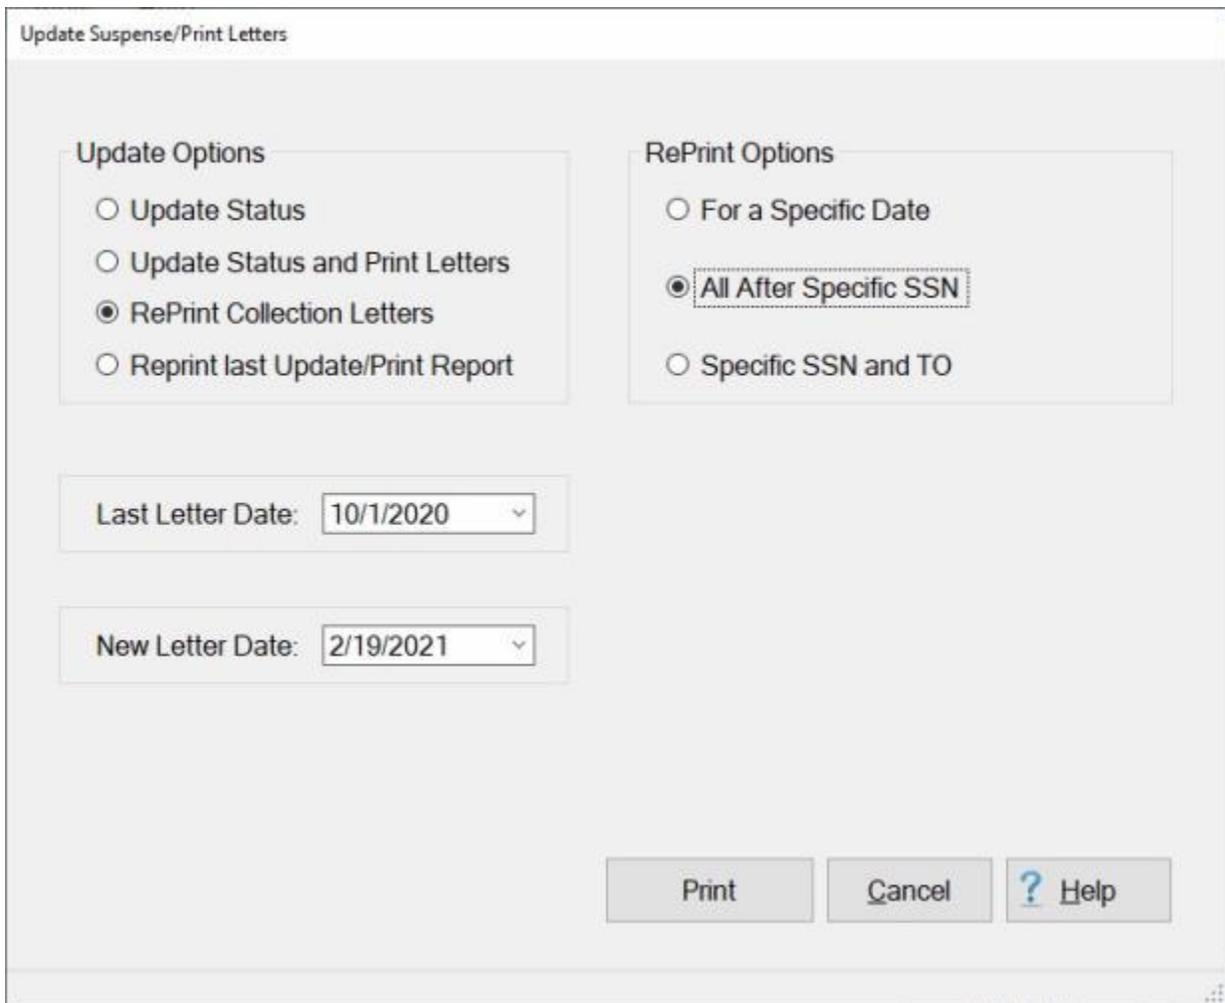 Update Suspense/Print Letters
Update Options
Update Status
Update Status and Print Letters
RePrint Collection Letters
Reprint last Update/Print Report
RePrint Options
For a Specific Date
All After Specific SSN
Specific SSN and TO
Last Letter Date: 10/1/2020
New Letter Date: 2/19/2021
Print
Cancel
? Help